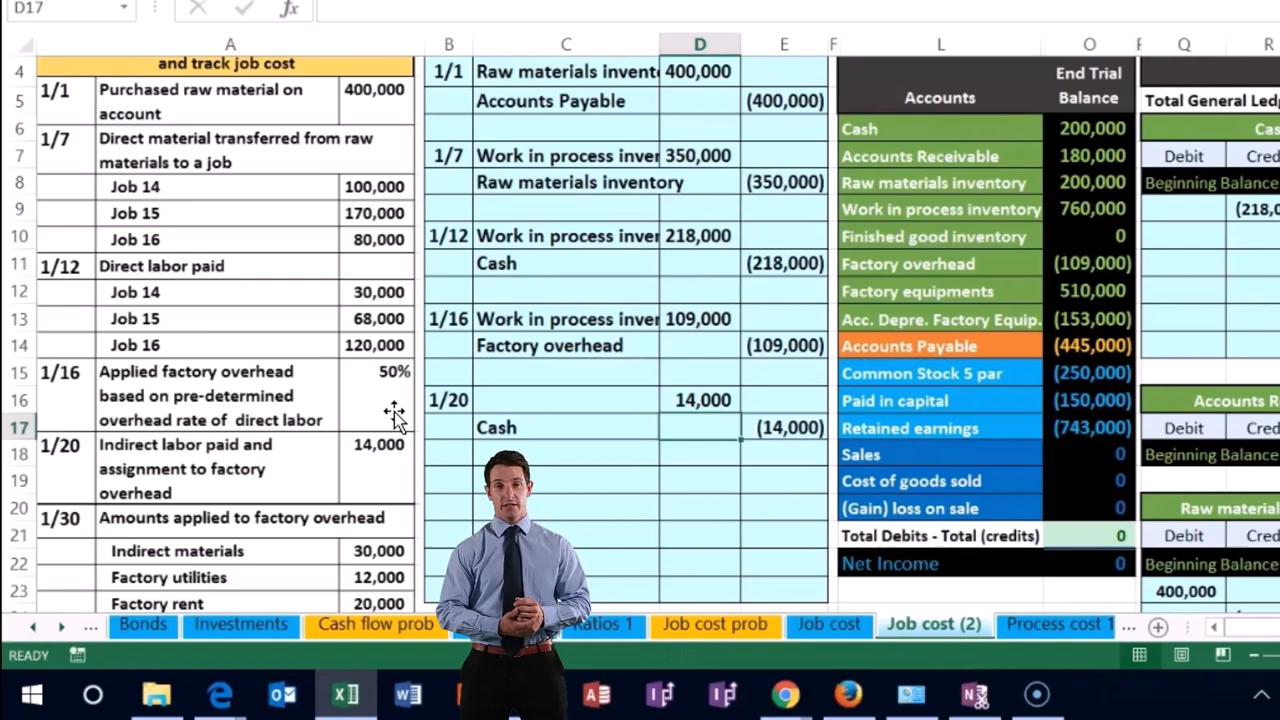 D17
fx
A B C D E F L O F Q R
4 and track job cost 1/1 Raw materials invent 400,000 Accounts End Trial Balance
5 1/1 Purchased raw material on account 400,000 Accounts Payable (400,000) Total General Ledg
6 1/7 Direct material transferred from raw materials to a job Cash 200,000 Cas
7 1/7 Work in process inver 350,000 Accounts Receivable 180,000 Debit Cred
8 Job 14 100,000 Raw materials inventory (350,000) Raw materials inventory 200,000 Beginning Balance
9 Job 15 170,000 Work in process inventory 760,000 (218,0
10 Job 16 80,000 1/12 Work in process inver 218,000 Finished good inventory 0
11 1/12 Direct labor paid Cash (218,000) Factory overhead (109,000)
12 Job 14 30,000 Factory equipments 510,000
13 Job 15 68,000 1/16 Work in process inver 109,000 Acc. Depre. Factory Equip. (153,000)
14 Job 16 120,000 Factory overhead (109,000) Accounts Payable (445,000)
15 1/16 Applied factory overhead based on pre-determined overhead rate of direct labor 50% Common Stock 5 par (250,000)
16 1/20 14,000 Paid in capital (150,000) Accounts R
17 Cash (14,000) Retained earnings (743,000) Debit Cred
18 1/20 Indirect labor paid and assignment to factory overhead 14,000 Sales 0 Beginning Balance
19 Cost of goods sold 0
20 1/30 Amounts applied to factory overhead (Gain) loss on sale 0 Raw material
21 Total Debits - Total (credits) 0 Debit Cred
22 Indirect materials 30,000 Net Income 0 Beginning Balance
23 Factory utilities 12,000 400,000
Factory rent 20,000
... Bonds Investments Cash flow prob Ratios 1 Job cost prob Job cost Job cost (2) Process cost 1 ...
READY